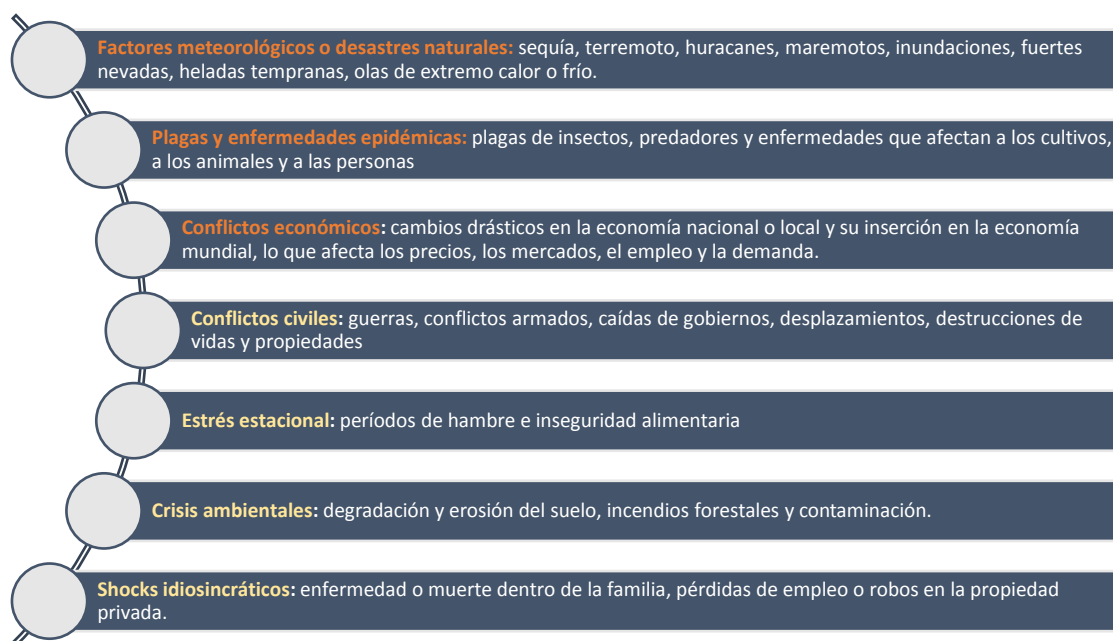 Factores meteorológicos o desastres naturales: sequía, terremoto, huracanes, maremotos, inundaciones, fuertes
nevadas, heladas tempranas, olas de extremo calor o frío.
Plagas y enfermedades epidémicas: plagas de insectos, predadores y enfermedades que afectan a los cultivos,
a los animales y a las personas
Conflictos económicos: cambios drásticos en la economía nacional o local y su inserción en la economía
mundial, lo que afecta los precios, los mercados, el empleo y la demanda.
Conflictos civiles: guerras, conflictos armados, caídas de gobiernos, desplazamientos, destrucciones de
vidas y propiedades
Estrés estacional: períodos de hambre e inseguridad alimentaria
Crisis ambientales: degradación y erosión del suelo, incendios forestales y contaminación.
Shocks idiosincráticos: enfermedad o muerte dentro de la familia, pérdidas de empleo o robos en la propiedad
privada.